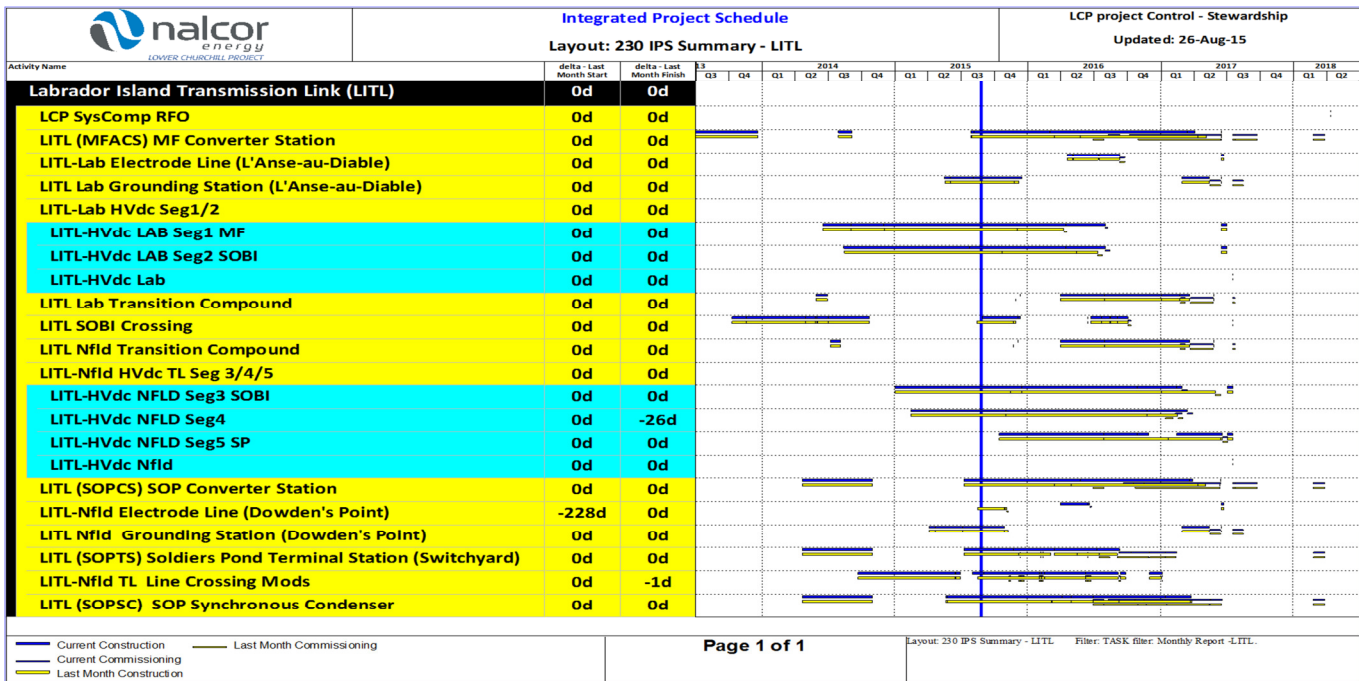 nalcor
energy
LOWER CHURCHILL PROJECT
Integrated Project Schedule
Layout: 230 IPS Summary - LITL
LCP project Control - Stewardship
Updated: 26-Aug-15
Activity Name delta - Last Month Start delta - Last Month Finish
13 2014 2015 2016 2017 2018
Q3 Q4 Q1 Q2 Q3 Q4 Q1 Q2 Q3 Q4 Q1 Q2 Q3 Q4 Q1 Q2 Q3 Q4 Q1 Q2
Labrador Island Transmission Link (LITL) 0d 0d
LCP SysComp RFO 0d 0d
LITL (MFACS) MF Converter Station 0d 0d
LITL-Lab Electrode Line (L'Anse-au-Diable) 0d 0d
LITL Lab Grounding Station (L'Anse-au-Diable) 0d 0d
LITL-Lab HVdc Seg1/2 0d 0d
LITL-HVdc LAB Seg1 MF 0d 0d
LITL-HVdc LAB Seg2 SOBI 0d 0d
LITL-HVdc Lab 0d 0d
LITL Lab Transition Compound 0d 0d
LITL SOBI Crossing 0d 0d
LITL Nfld Transition Compound 0d 0d
LITL-Nfld HVdc TL Seg 3/4/5 0d 0d
LITL-HVdc NFLD Seg3 SOBI 0d 0d
LITL-HVdc NFLD Seg4 0d -26d
LITL-HVdc NFLD Seg5 SP 0d 0d
LITL-HVdc Nfld 0d 0d
LITL (SOPCS) SOP Converter Station 0d 0d
LITL-Nfld Electrode Line (Dowden's Point) -228d 0d
LITL Nfld Grounding Station (Dowden's Point) 0d 0d
LITL (SOPTS) Soldiers Pond Terminal Station (Switchyard) 0d 0d
LITL-Nfld TL Line Crossing Mods 0d -1d
LITL (SOPSC) SOP Synchronous Condenser 0d 0d
Current Construction Last Month Commissioning
Current Commissioning
Last Month Construction
Page 1 of 1
Layout: 230 IPS Summary - LITL Filter: TASK filter: Monthly Report -LITL.